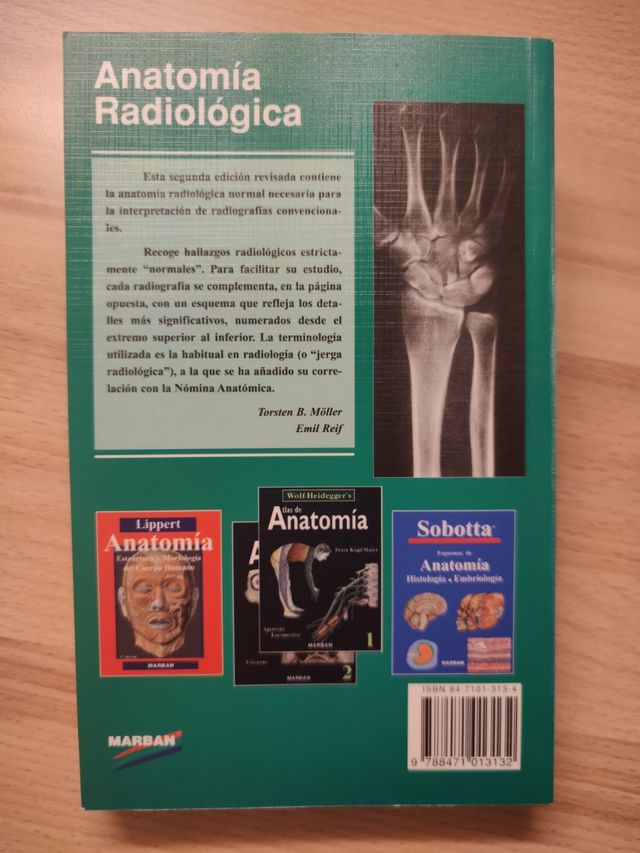 Anatomía
Radiológica
Esta segunda edición revisada contiene
la anatomía radiológica normal necesaria para
la interpretación de radiografías convenciona-
les.
Recoge hallazgos radiológicos estricta-
mente “normales”. Para facilitar su estudio,
cada radiografía se complementa, en la página
opuesta, con un esquema que refleja los deta-
lles más significativos, numerados desde el
extremo superior al inferior. La terminología
utilizada es la habitual en radiología (o “jerga
radiológica”), a la que se ha añadido su corre-
lación con la Nómina Anatómica.
Torsten B. Möller
Emil Reif
Lippert
Anatomía
Estructura y Morfología
del Cuerpo Humano
MARBAN
Wolf-Heidegger's
Atlas de
Anatomía
Petra Köpf-Maier
Aparato
Locomotor
1
A
Vísceras
2
MARBAN
Sobotta
Esquemas de
Anatomía
Histología y Embriología
MARBAN
MARBAN
ISBN 84-7101-313-4
9 788471 013132